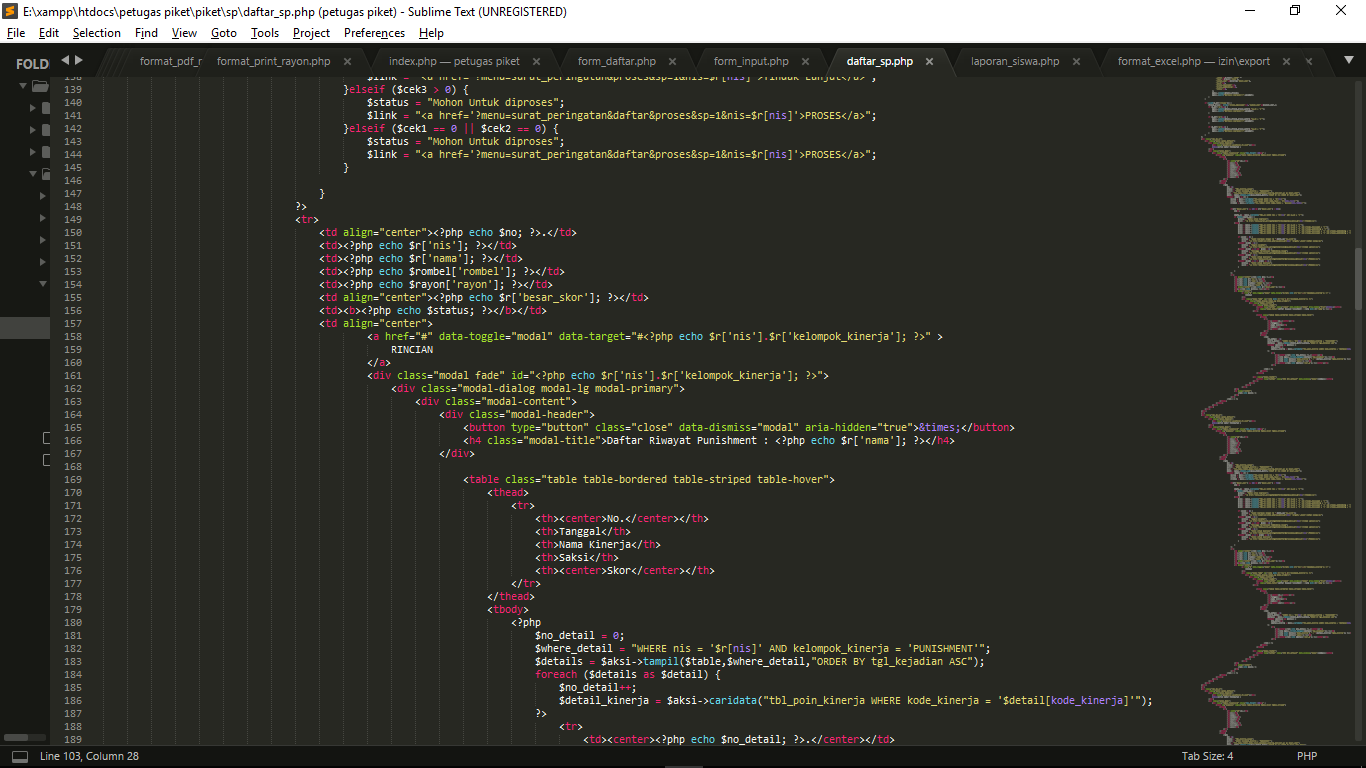 E:\xampp\htdocs\petugas piket\piket\sp\daftar_sp.php (petugas piket) - Sublime Text (UNREGISTERED)
File Edit Selection Find View Goto Tools Project Preferences Help
FOLD
format_pdf_r format_print_rayon.php index.php — petugas piket form_daftar.php form_input.php daftar_sp.php laporan_siswa.php format_excel.php — izin\export
138 $link = "<a href='?menu=surat_peringatan&proses&sp=1&nis=$r[nis]'>Tindak Lanjut</a>";
139 }elseif ($cek3 > 0) {
140 $status = "Mohon Untuk diproses";
141 $link = "<a href='?menu=surat_peringatan&daftar&proses&sp=1&nis=$r[nis]'>PROSES</a>";
142 }elseif ($cek1 == 0 || $cek2 == 0) {
143 $status = "Mohon Untuk diproses";
144 $link = "<a href='?menu=surat_peringatan&daftar&proses&sp=1&nis=$r[nis]'>PROSES</a>";
145 }
146
147 }
148 ?>
149 <tr>
150 <td align="center"><?php echo $no; ?>.</td>
151 <td><?php echo $r['nis']; ?></td>
152 <td><?php echo $r['nama']; ?></td>
153 <td><?php echo $rombel['rombel']; ?></td>
154 <td><?php echo $rayon['rayon']; ?></td>
155 <td align="center"><?php echo $r['besar_skor']; ?></td>
156 <td><b><?php echo $status; ?></b></td>
157 <td align="center">
158 <a href="#" data-toggle="modal" data-target="#<?php echo $r['nis'].$r['kelompok_kinerja']; ?>" >
159 RINCIAN
160 </a>
161 <div class="modal fade" id="<?php echo $r['nis'].$r['kelompok_kinerja']; ?>">
162 <div class="modal-dialog modal-lg modal-primary">
163 <div class="modal-content">
164 <div class="modal-header">
165 <button type="button" class="close" data-dismiss="modal" aria-hidden="true">&times;</button>
166 <h4 class="modal-title">Daftar Riwayat Punishment : <?php echo $r['nama']; ?></h4>
167 </div>
168
169 <table class="table table-bordered table-striped table-hover">
170 <thead>
171 <tr>
172 <th><center>No.</center></th>
173 <th>Tanggal</th>
174 <th>Nama Kinerja</th>
175 <th>Saksi</th>
176 <th><center>Skor</center></th>
177 </tr>
178 </thead>
179 <tbody>
180 <?php
181 $no_detail = 0;
182 $where_detail = "WHERE nis = '$r[nis]' AND kelompok_kinerja = 'PUNISHMENT'";
183 $details = $aksi->tampil($table,$where_detail,"ORDER BY tgl_kejadian ASC");
184 foreach ($details as $detail) {
185 $no_detail++;
186 $detail_kinerja = $aksi->caridata("tbl_poin_kinerja WHERE kode_kinerja = '$detail[kode_kinerja]'");
187 ?>
188 <tr>
189 <td><center><?php echo $no_detail; ?>.</center></td>
Line 103, Column 28 Tab Size: 4 PHP